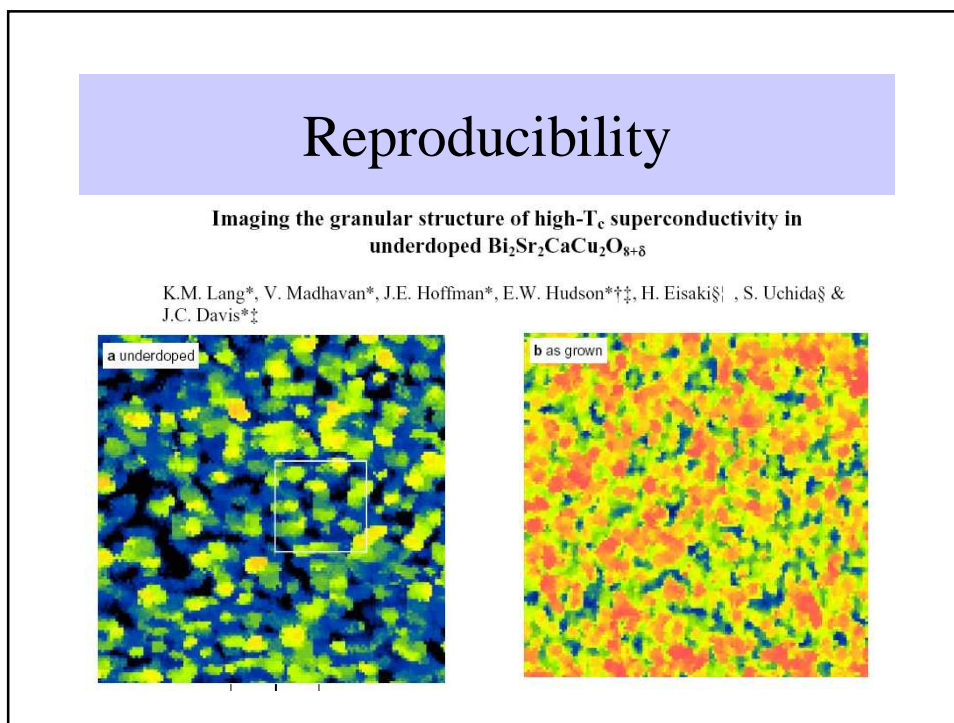 Reproducibility
Imaging the granular structure of high-Tc superconductivity in
underdoped Bi2Sr2CaCu2O8+δ
K.M. Lang*, V. Madhavan*, J.E. Hoffman*, E.W. Hudson*†‡, H. Eisaki§¦ , S. Uchida§ &
J.C. Davis*‡
a underdoped
b as grown